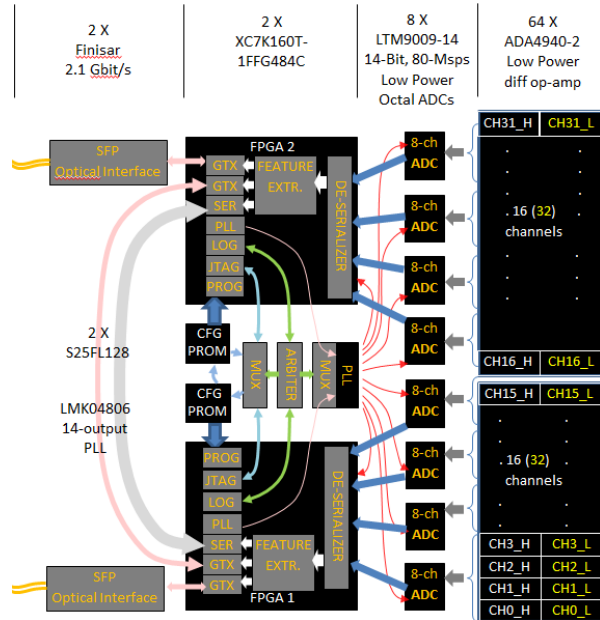 2 X
Finisar
2.1 Gbit/s
2 X
XC7K160T-
1FFG484C
8 X
LTM9009-14
14-Bit, 80-Msps
Low Power
Octal ADCs
64 X
ADA4940-2
Low Power
diff op-amp
SFP
Optical Interface
FPGA 2
GTX
GTX
SER
PLL
LOG
JTAG
PROG
FEATURE
EXTR.
DE-SERIALIZER
8-ch
ADC
8-ch
ADC
8-ch
ADC
8-ch
ADC
CH31_H
CH31_L
16 (32)
channels
CH16_H
CH16_L
2 X
S25FL128
LMK04806
14-output
PLL
CFG
PROM
CFG
PROM
MUX
ARBITER
MUX
PLL
8-ch
ADC
8-ch
ADC
8-ch
ADC
8-ch
ADC
CH15_H
CH15_L
16 (32)
channels
CH3_H
CH3_L
CH2_H
CH2_L
CH1_H
CH1_L
CH0_H
CH0_L
PROG
JTAG
LOG
PLL
SER
GTX
GTX
FEATURE
EXTR.
DE-SERIALIZER
FPGA 1
SFP
Optical Interface